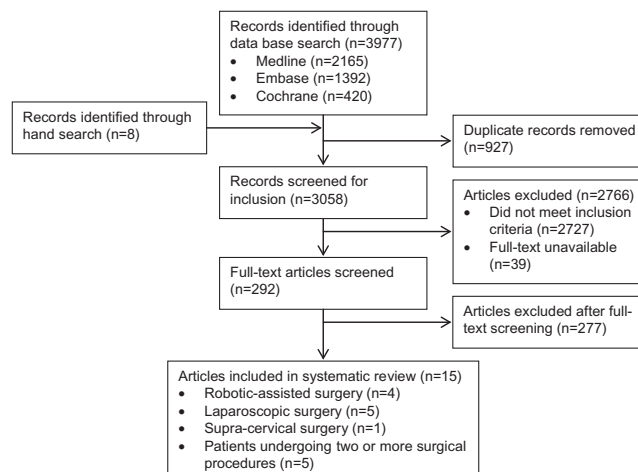 Records identified through
data base search (n=3977)
• Medline (n=2165)
• Embase (n=1392)
• Cochrane (n=420)
Records identified through
hand search (n=8)
Duplicate records removed
(n=927)
Records screened for
inclusion (n=3058)
Articles excluded (n=2766)
• Did not meet inclusion
criteria (n=2727)
• Full-text unavailable
(n=39)
Full-text articles screened
(n=292)
Articles excluded after full-
text screening (n=277)
Articles included in systematic review (n=15)
• Robotic-assisted surgery (n=4)
• Laparoscopic surgery (n=5)
• Supra-cervical surgery (n=1)
• Patients undergoing two or more surgical
procedures (n=5)